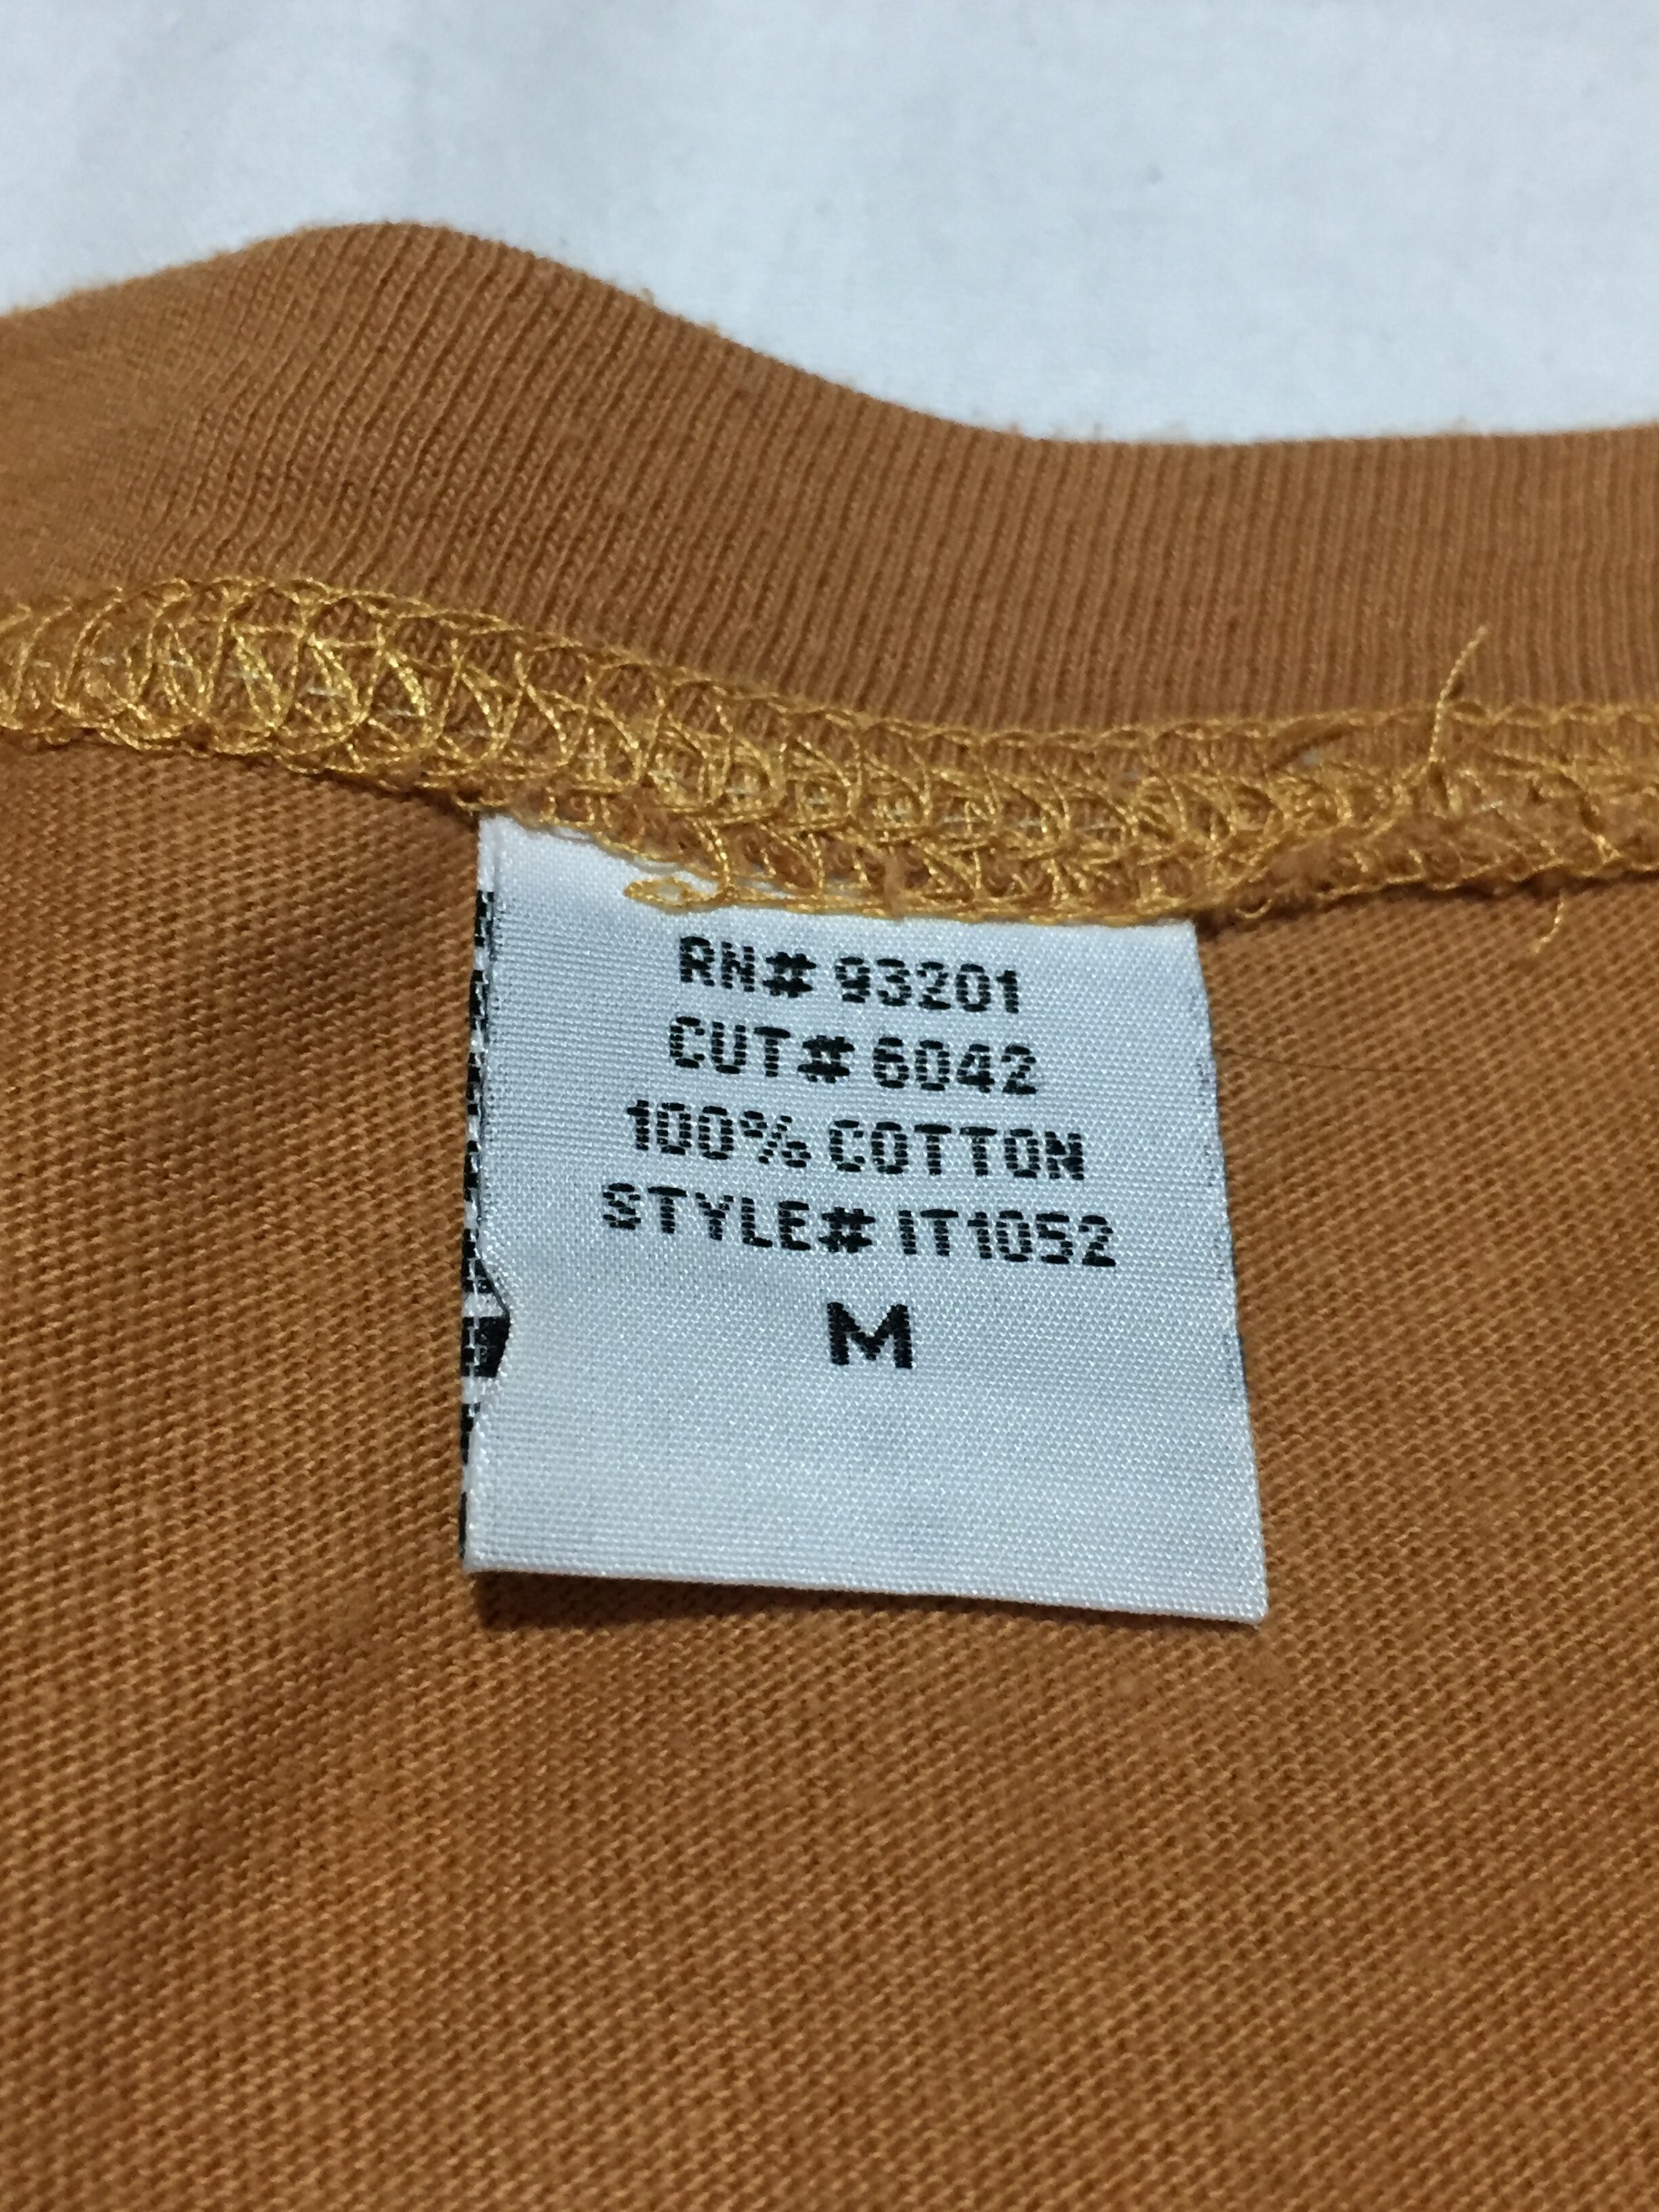 RN# 93201
CUT# 6042
100% COTTON
STYLE# IT1052
M